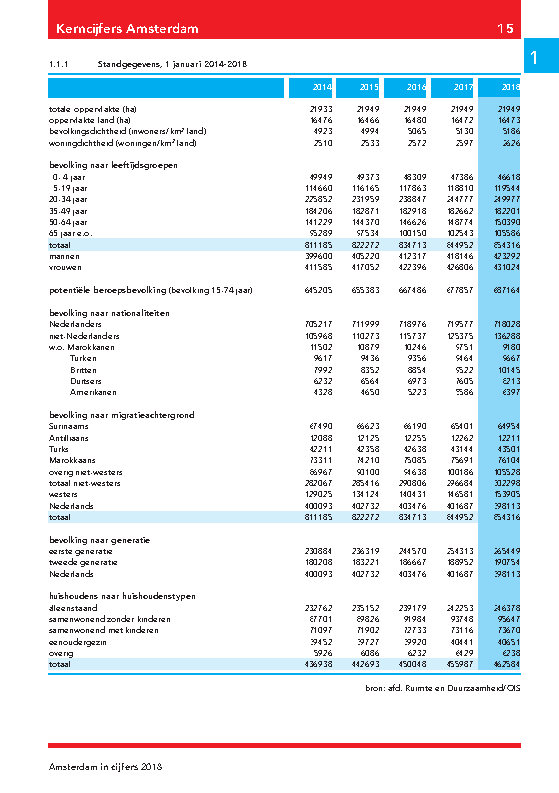 Kerncijfers Amsterdam 15
1
1.1.1 Standgegevens, 1 januari 2014-2018
2014 2015 2016 2017 2018
totale oppervlakte (ha) 21933 21949 21949 21949 21949
oppervlakte land (ha) 16476 16466 16480 16472 16473
bevolkingsdichtheid (inwoners/km² land) 4923 4994 5065 5130 5186
woningdichtheid (woningen/km² land) 2510 2533 2572 2597 2626
bevolking naar leeftijdsgroepen
0- 4 jaar 49949 49373 48309 47386 46618
5-19 jaar 114660 116165 117863 118810 119544
20-34 jaar 225852 231959 238847 244777 249977
35-49 jaar 184206 182871 182918 182662 182201
50-64 jaar 141229 144370 146626 148774 150390
65 jaar e.o. 95289 97534 100150 102543 105586
totaal 811185 822272 834713 844952 854316
mannen 399600 405220 412317 418146 423292
vrouwen 411585 417052 422396 426806 431024
potentiële beroepsbevolking (bevolking 15-74 jaar) 645205 655383 667486 677857 687164
bevolking naar nationaliteiten
Nederlanders 705217 711999 718976 719577 718028
niet-Nederlanders 105968 110273 115737 125375 136288
w.o. Marokkanen 11502 10879 10246 9751 9180
Turken 9617 9436 9356 9464 9667
Britten 7992 8352 8854 9522 10145
Duitsers 6232 6564 6973 7605 8213
Amerikanen 4328 4650 5223 5586 6397
bevolking naar migratieachtergrond
Surinaams 67490 66623 66190 65401 64954
Antilliaans 12088 12125 12255 12262 12211
Turks 42211 42358 42638 43144 43501
Marokkaans 73311 74210 75085 75691 76104
overig niet-westers 86967 90100 94638 100186 105528
totaal niet-westers 282067 285416 290806 296684 302298
westers 129025 134124 140431 146581 153905
Nederlands 400093 402732 403476 401687 398113
totaal 811185 822272 834713 844952 854316
bevolking naar generatie
eerste generatie 230884 236319 244570 254313 265449
tweede generatie 180208 183221 186667 188952 190754
Nederlands 400093 402732 403476 401687 398113
huishoudens naar huishoudenstypen
alleenstaand 232762 235152 239179 242253 246378
samenwonend zonder kinderen 87701 89826 91984 93748 95647
samenwonend met kinderen 71097 71902 72733 73116 73670
eenoudergezin 39452 39727 39920 40441 40651
overig 5926 6086 6232 6429 6238
totaal 436938 442693 450048 455987 462584
bron: afd. Ruimte en Duurzaamheid/OIS
Amsterdam in cijfers 2018